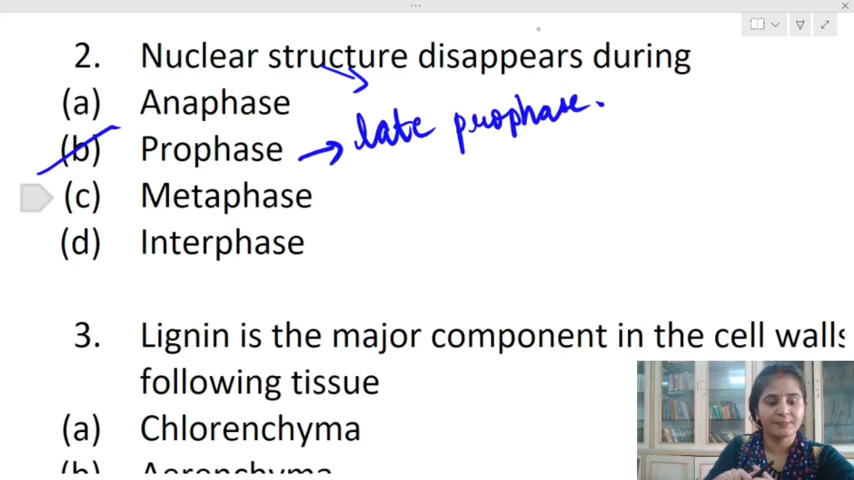 2. Nuclear structure disappears during
(a) Anaphase
(b) Prophase → late prophase.
(c) Metaphase
(d) Interphase
3. Lignin is the major component in the cell walls
following tissue
(a) Chlorenchyma
(b) Aerenchyma